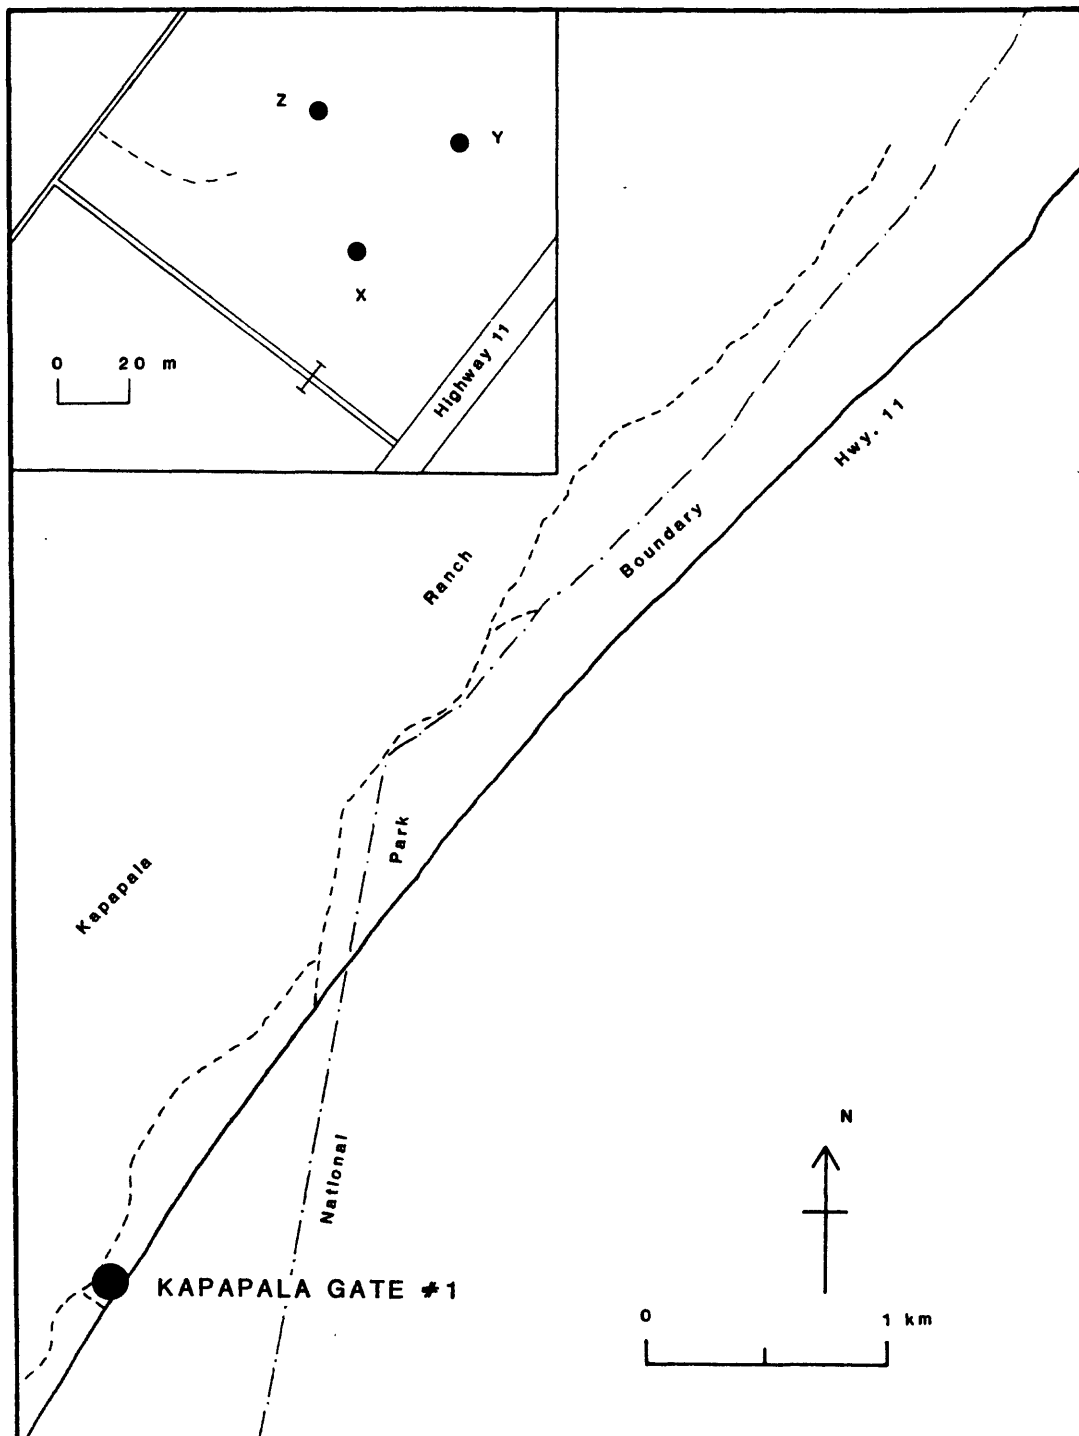 Z
Y
X
0 20 m
Highway 11
Hwy. 11
Boundary
Ranch
Park
Kapapala
National
N
KAPAPALA GATE #1
0 1 km